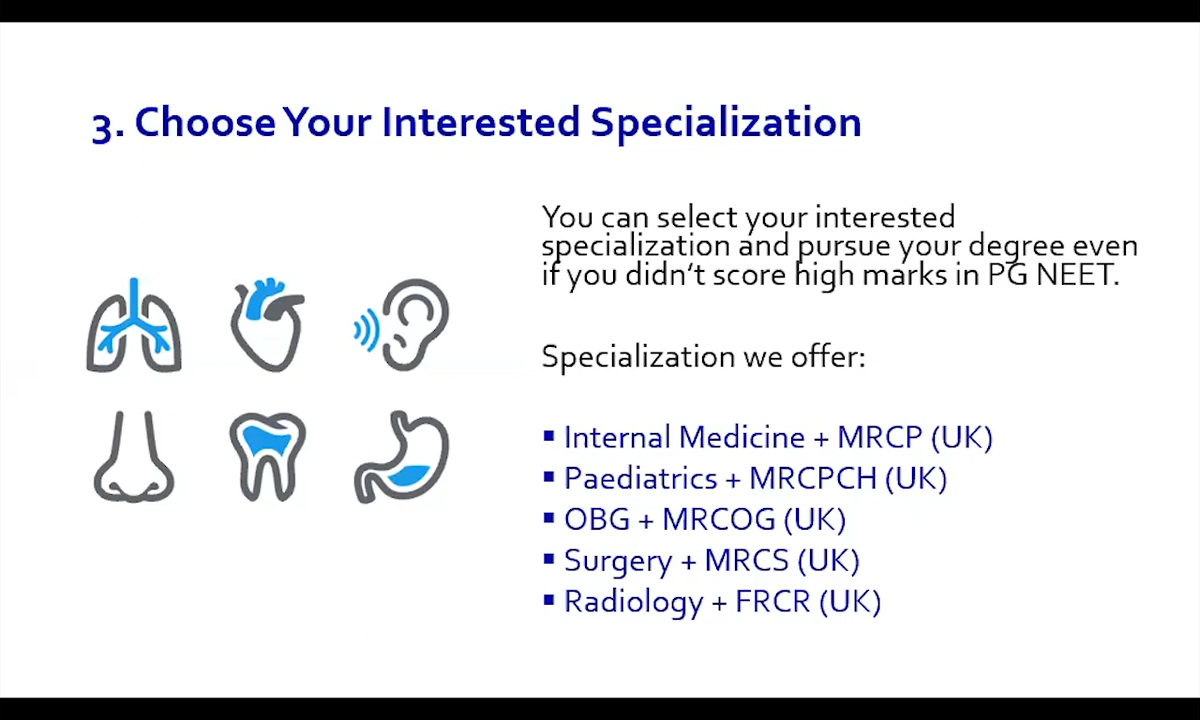 3. Choose Your Interested Specialization
You can select your interested
specialization and pursue your degree even
if you didn't score high marks in PG NEET.
Specialization we offer:
▪ Internal Medicine + MRCP (UK)
▪ Paediatrics + MRCPCH (UK)
▪ OBG + MRCOG (UK)
▪ Surgery + MRCS (UK)
▪ Radiology + FRCR (UK)